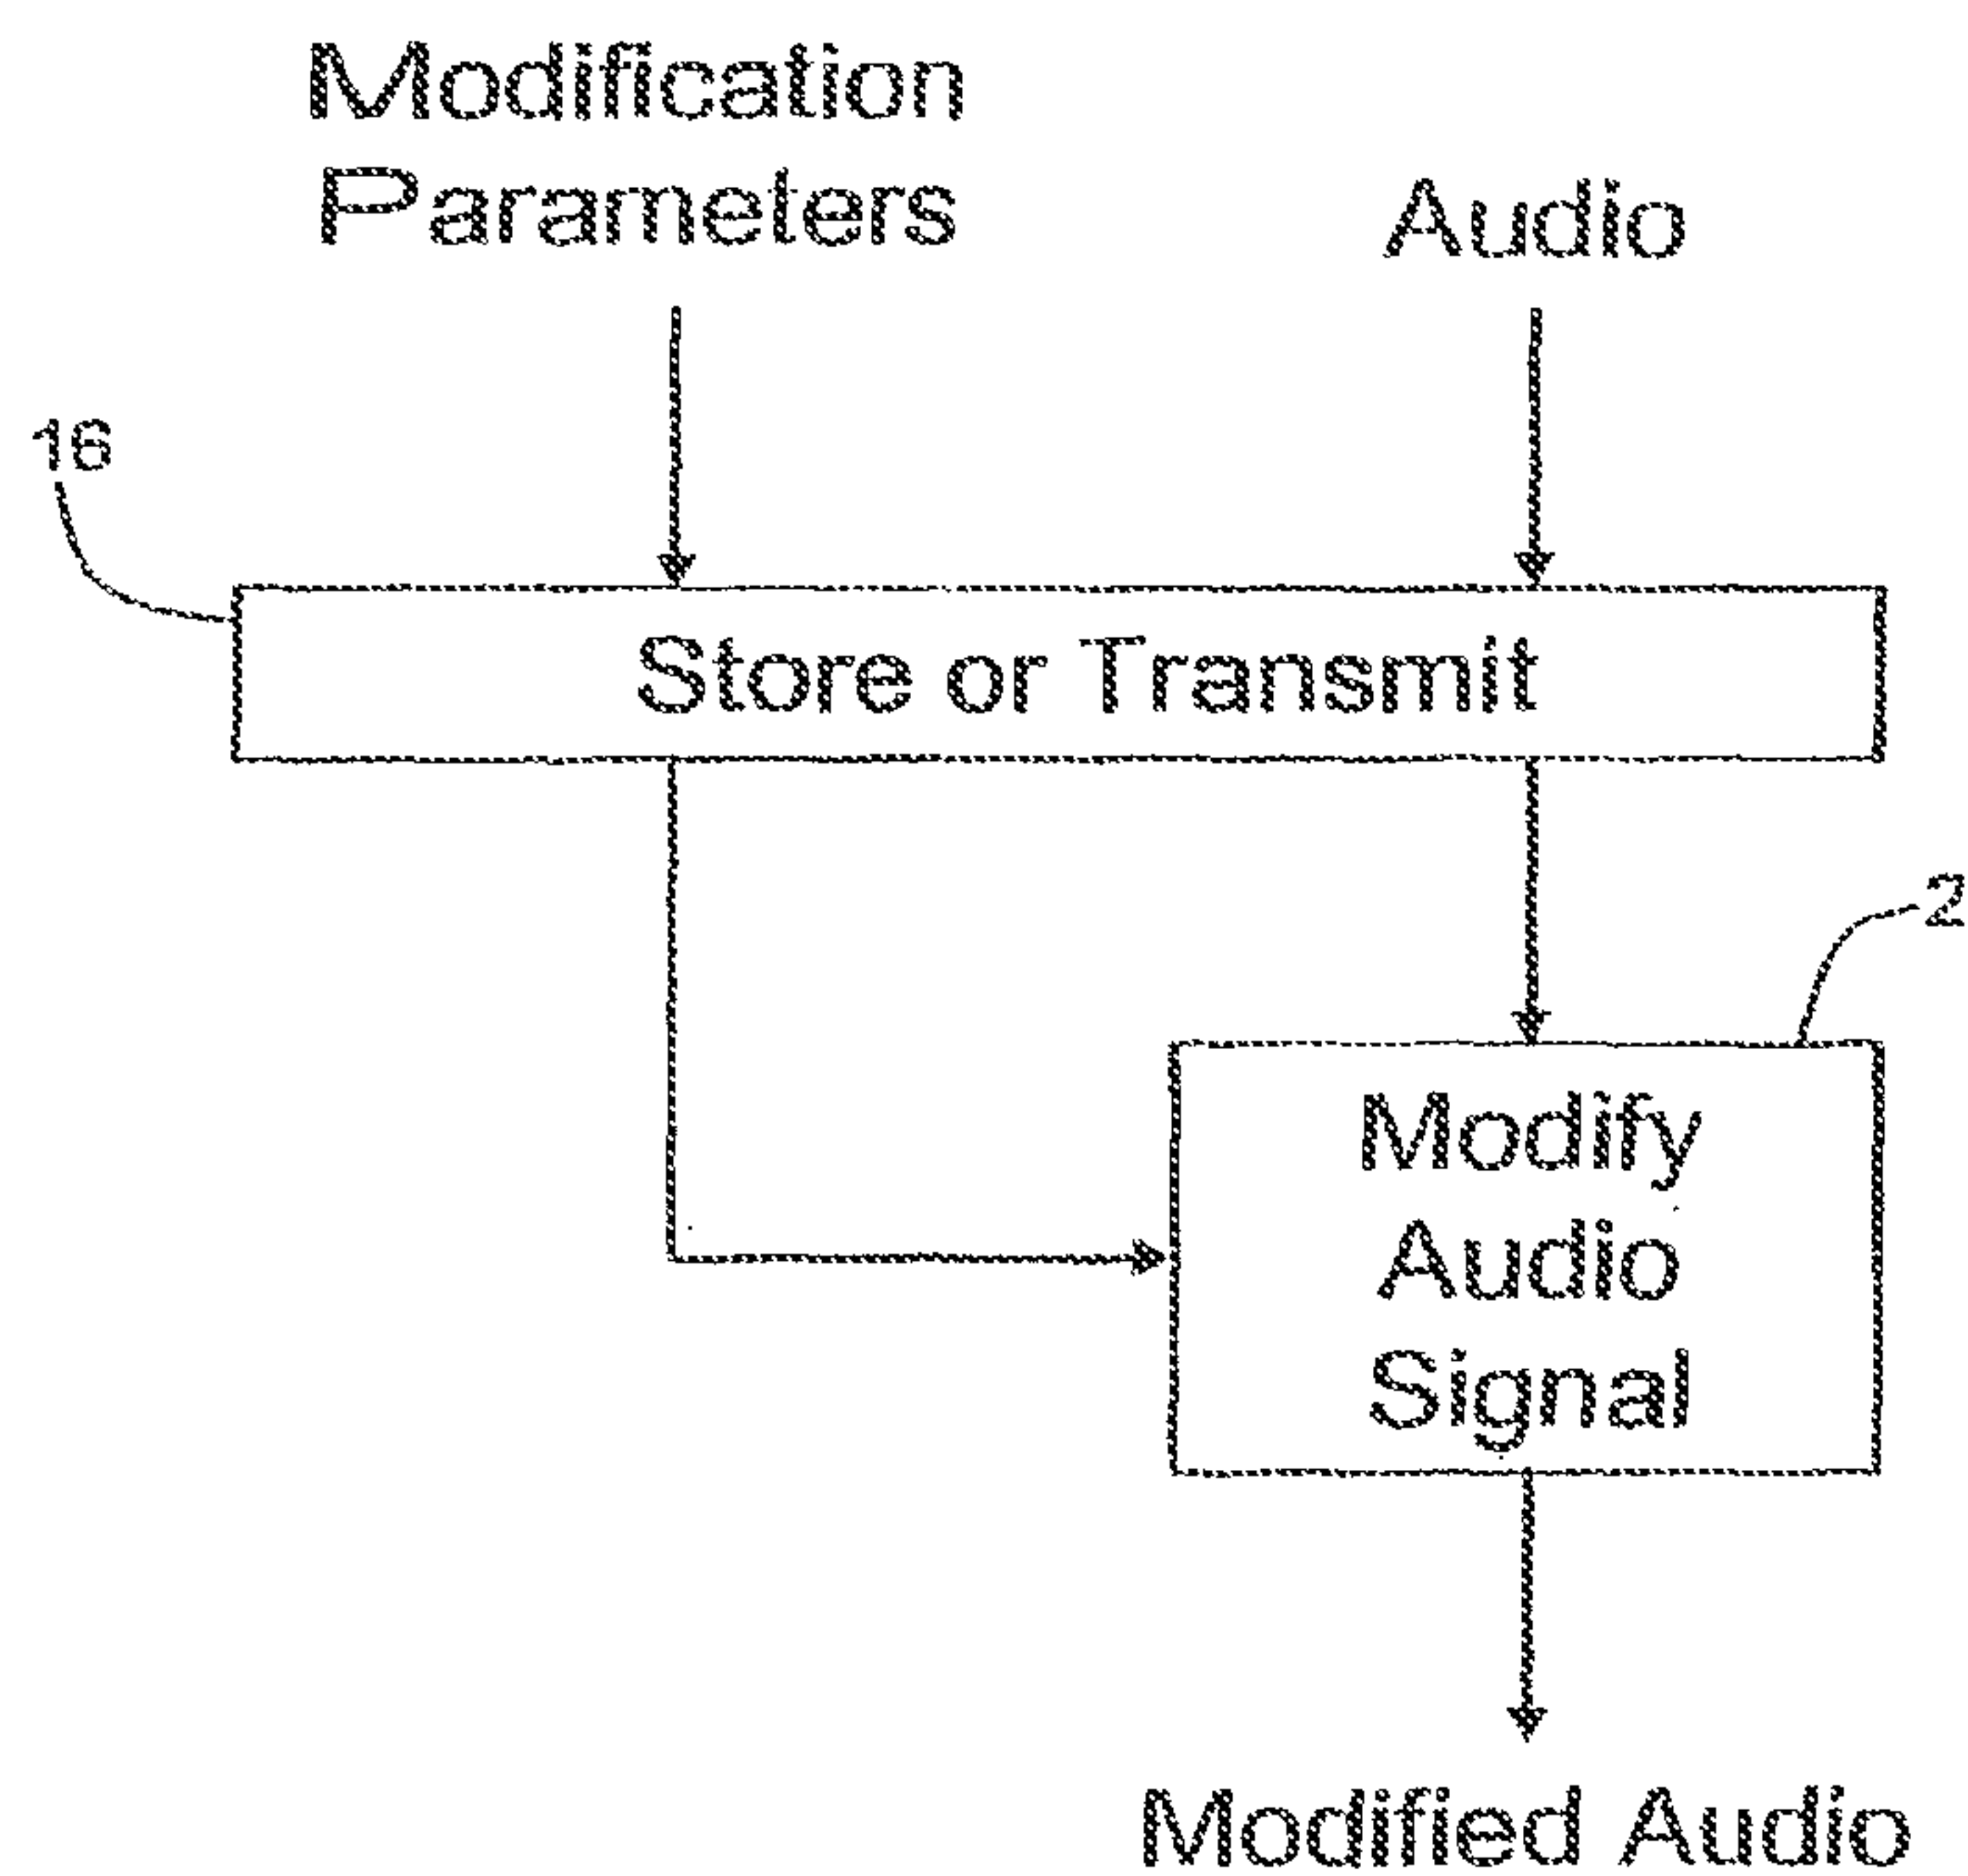 Modification
Parameters
Audio
16
Store or Transmit
2
Modify
Audio
Signal
Modified Audio